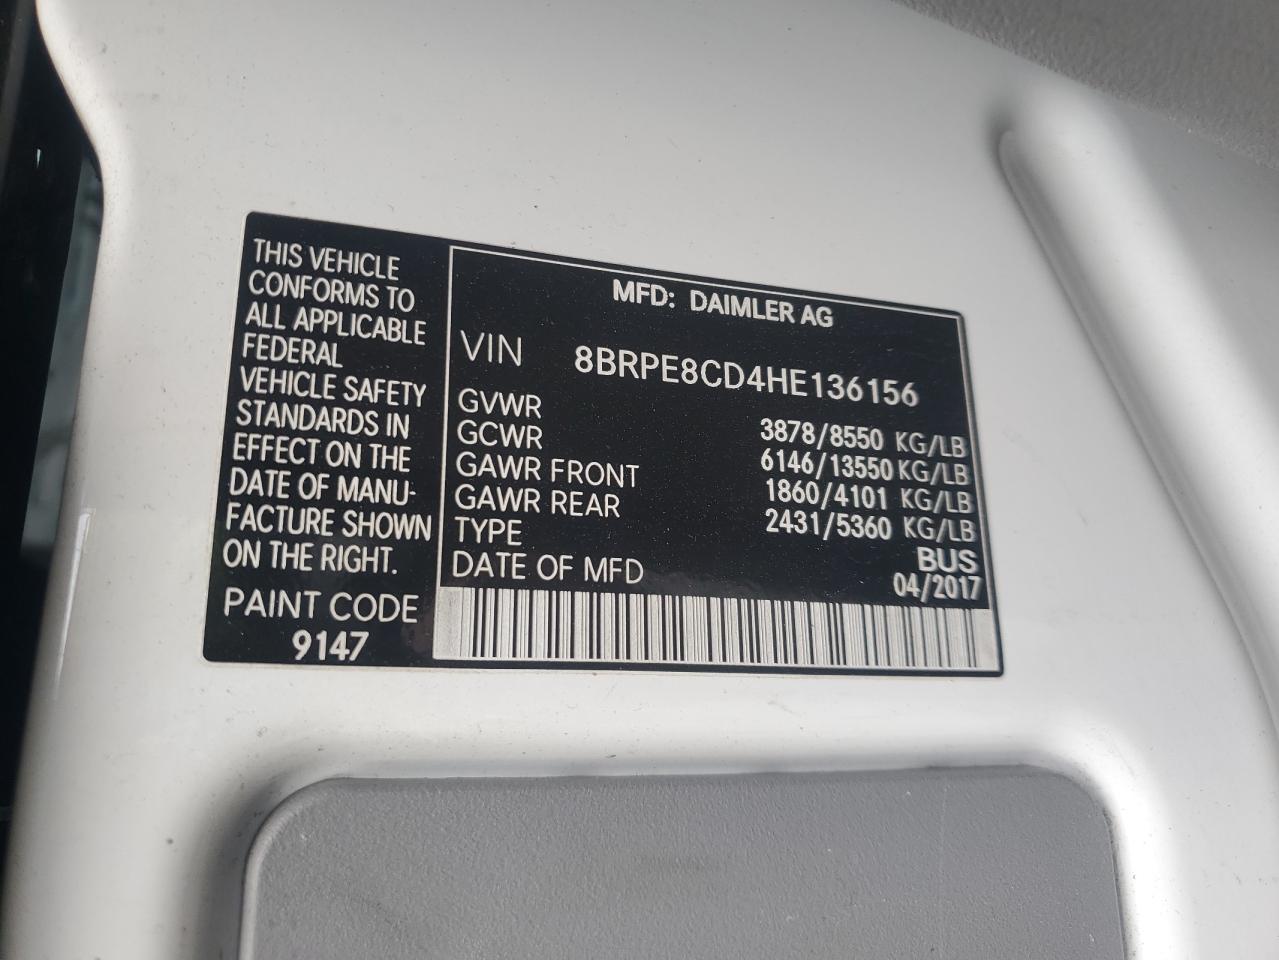 THIS VEHICLE
CONFORMS TO
ALL APPLICABLE
FEDERAL
VEHICLE SAFETY
STANDARDS IN
EFFECT ON THE
DATE OF MANU-
FACTURE SHOWN
ON THE RIGHT.
PAINT CODE
9147
MFD: DAIMLER AG
VIN 8BRPE8CD4HE136156
GVWR 3878/8550 KG/LB
GCWR 6146/13550 KG/LB
GAWR FRONT 1860/4101 KG/LB
GAWR REAR 2431/5360 KG/LB
TYPE BUS
DATE OF MFD 04/2017